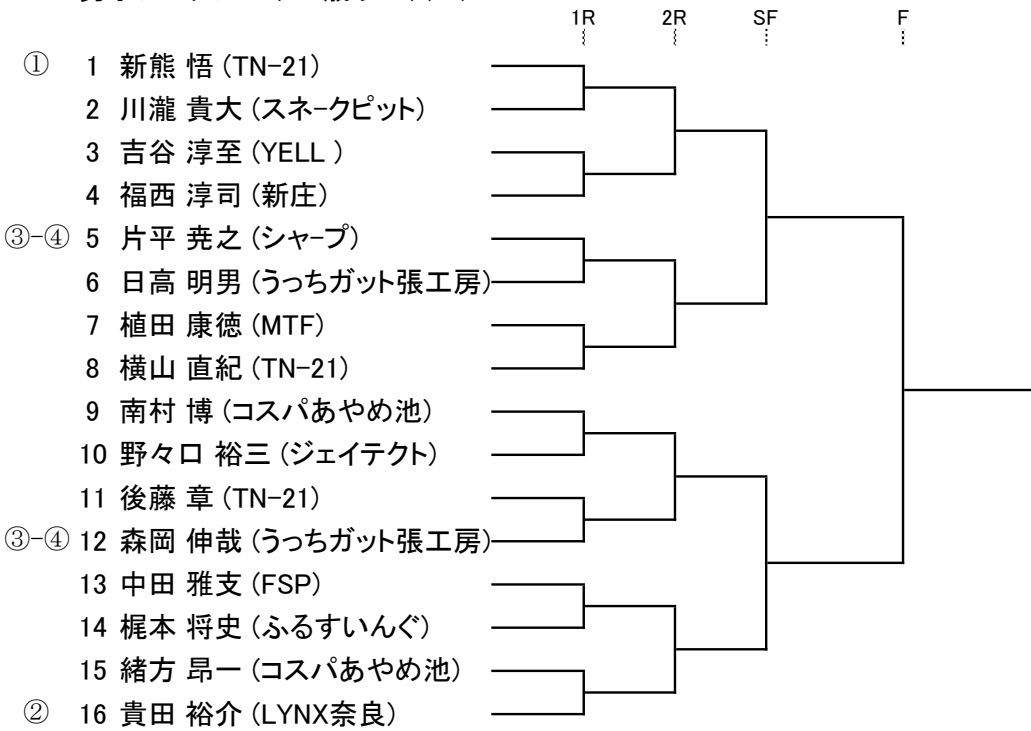 1R 2R SF F
① 1 新熊 悟 (TN-21)
2 川瀧 貴大 (スネークピット)
3 吉谷 淳至 (YELL )
4 福西 淳司 (新庄)
③-④ 5 片平 尭之 (シャープ)
6 日高 明男 (うっちガット張工房)
7 植田 康徳 (MTF)
8 横山 直紀 (TN-21)
9 南村 博 (コスパあやめ池)
10 野々口 裕三 (ジェイテクト)
11 後藤 章 (TN-21)
③-④ 12 森岡 伸哉 (うっちガット張工房)
13 中田 雅支 (FSP)
14 梶本 将史 (ふるすいんぐ)
15 緒方 昂一 (コスパあやめ池)
② 16 貴田 裕介 (LYNX奈良)